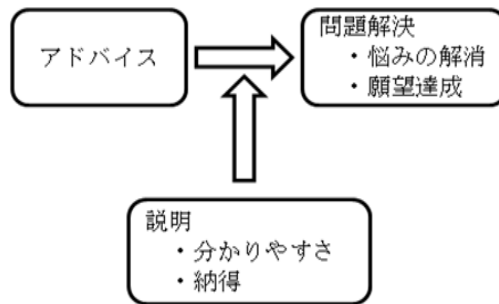 アドバイス
問題解決
・悩みの解消
・願望達成
説明
・分かりやすさ
・納得